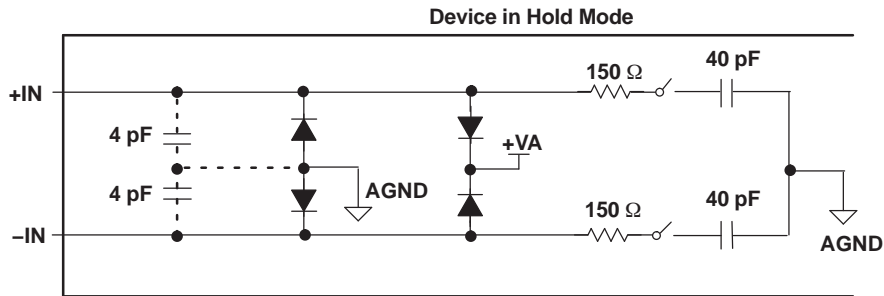 Device in Hold Mode
40 pF
150 Ω
+IN
4 pF
+VA
4 pF
AGND
150 Ω
40 pF
−IN
AGND